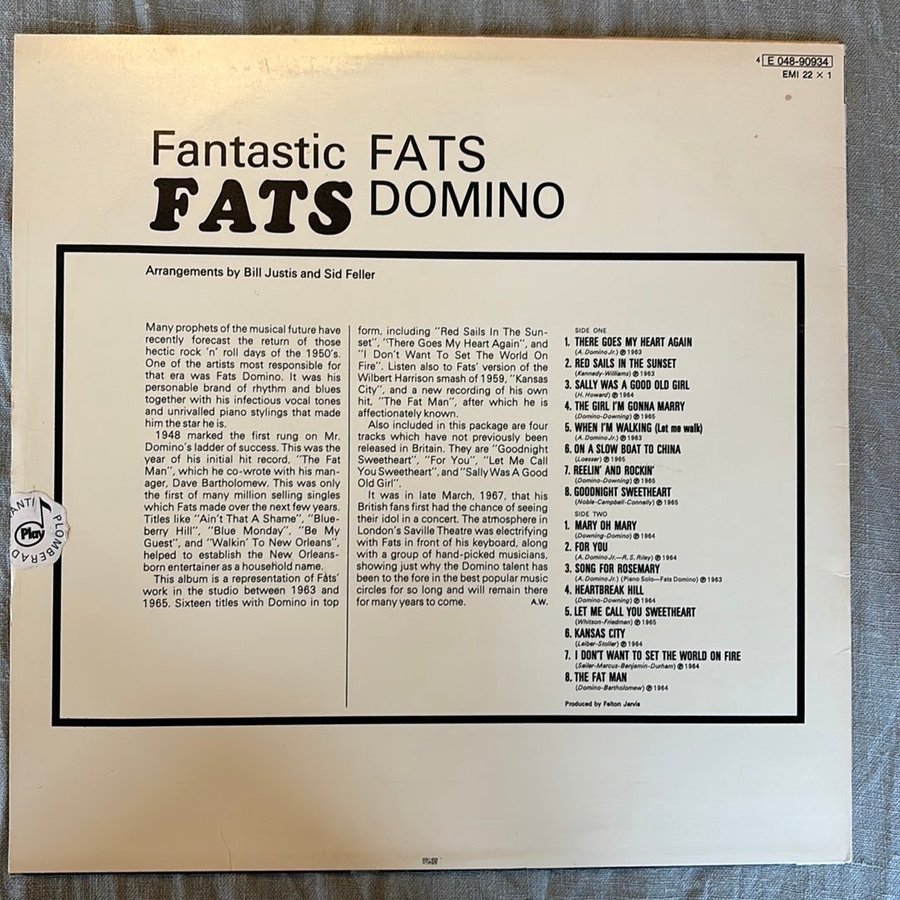 4 E 048-90934
EMI 22 × 1
Fantastic FATS
FATS DOMINO
Arrangements by Bill Justis and Sid Feller
Many prophets of the musical future have
recently forecast the return of those
hectic rock 'n' roll days of the 1950's.
One of the artists most responsible for
that era was Fats Domino. It was his
personable brand of rhythm and blues
together with his infectious vocal tones
and unrivalled piano stylings that made
him the star he is.
1948 marked the first rung on Mr.
Domino's ladder of success. This was the
year of his initial hit record, "The Fat
Man", which he co-wrote with his man-
ager, Dave Bartholomew. This was only
the first of many million selling singles
which Fats made over the next few years.
Titles like "Ain't That A Shame", "Blue-
berry Hill", "Blue Monday", "Be My
Guest", and "Walkin' To New Orleans",
helped to establish the New Orleans-
born entertainer as a household name.
This album is a representation of Fats'
work in the studio between 1963 and
1965. Sixteen titles with Domino in top
form, including "Red Sails In The Sun-
set", "There Goes My Heart Again", and
"I Don't Want To Set The World On
Fire". Listen also to Fats' version of the
Wilbert Harrison smash of 1959, "Kansas
City", and a new recording of his own
hit, "The Fat Man", after which he is
affectionately known.
Also included in this package are four
tracks which have not previously been
released in Britain. They are "Goodnight
Sweetheart", "For You", "Let Me Call
You Sweetheart", and "Sally Was A Good
Old Girl".
It was in late March, 1967, that his
British fans first had the chance of seeing
their idol in a concert. The atmosphere in
London's Saville Theatre was electrifying
with Fats in front of his keyboard, along
with a group of hand-picked musicians,
showing just why the Domino talent has
been to the fore in the best popular music
circles for so long and will remain there
for many years to come. A.W.
SIDE ONE
1. THERE GOES MY HEART AGAIN
(A. Domino Jr.) ℗ 1963
2. RED SAILS IN THE SUNSET
(Kennedy-Williams) ℗ 1963
3. SALLY WAS A GOOD OLD GIRL
(H. Howard) ℗ 1964
4. THE GIRL I'M GONNA MARRY
(Domino-Downing) ℗ 1965
5. WHEN I'M WALKING (Let me walk)
(A. Domino Jr.) ℗ 1963
6. ON A SLOW BOAT TO CHINA
(Loesser) ℗ 1965
7. REELIN' AND ROCKIN'
(Domino-Downing) ℗ 1965
8. GOODNIGHT SWEETHEART
(Noble-Campbell-Connelly) ℗ 1965
SIDE TWO
1. MARY OH MARY
(Downing-Domino) ℗ 1964
2. FOR YOU
(A. Domino Jr.—R. S. Riley) ℗ 1964
3. SONG FOR ROSEMARY
(A. Domino Jr.) (Piano Solo—Fats Domino) ℗ 1963
4. HEARTBREAK HILL
(Domino-Downing) ℗ 1964
5. LET ME CALL YOU SWEETHEART
(Whitson-Friedman) ℗ 1965
6. KANSAS CITY
(Leiber-Stoller) ℗ 1964
7. I DON'T WANT TO SET THE WORLD ON FIRE
(Seiler-Marcus-Benjamin-Durham) ℗ 1964
8. THE FAT MAN
(Domino-Bartholomew) ℗ 1964
Produced by Felton Jarvis
ANTI PLOMBERAD
Play